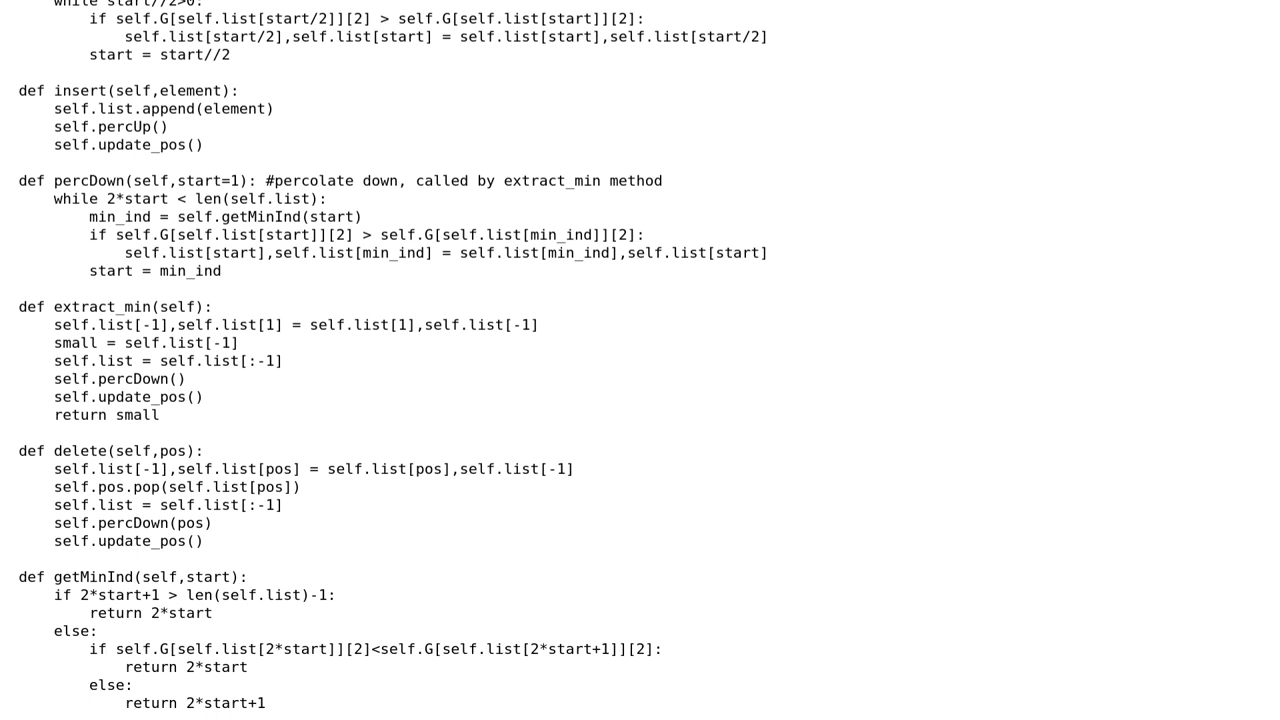 while start//2>0:
if self.G[self.list[start/2]][2] > self.G[self.list[start]][2]:
self.list[start/2],self.list[start] = self.list[start],self.list[start/2]
start = start//2
def insert(self,element):
self.list.append(element)
self.percUp()
self.update_pos()
def percDown(self,start=1): #percolate down, called by extract_min method
while 2*start < len(self.list):
min_ind = self.getMinInd(start)
if self.G[self.list[start]][2] > self.G[self.list[min_ind]][2]:
self.list[start],self.list[min_ind] = self.list[min_ind],self.list[start]
start = min_ind
def extract_min(self):
self.list[-1],self.list[1] = self.list[1],self.list[-1]
small = self.list[-1]
self.list = self.list[:-1]
self.percDown()
self.update_pos()
return small
def delete(self,pos):
self.list[-1],self.list[pos] = self.list[pos],self.list[-1]
self.pos.pop(self.list[pos])
self.list = self.list[:-1]
self.percDown(pos)
self.update_pos()
def getMinInd(self,start):
if 2*start+1 > len(self.list)-1:
return 2*start
else:
if self.G[self.list[2*start]][2]<self.G[self.list[2*start+1]][2]:
return 2*start
else:
return 2*start+1